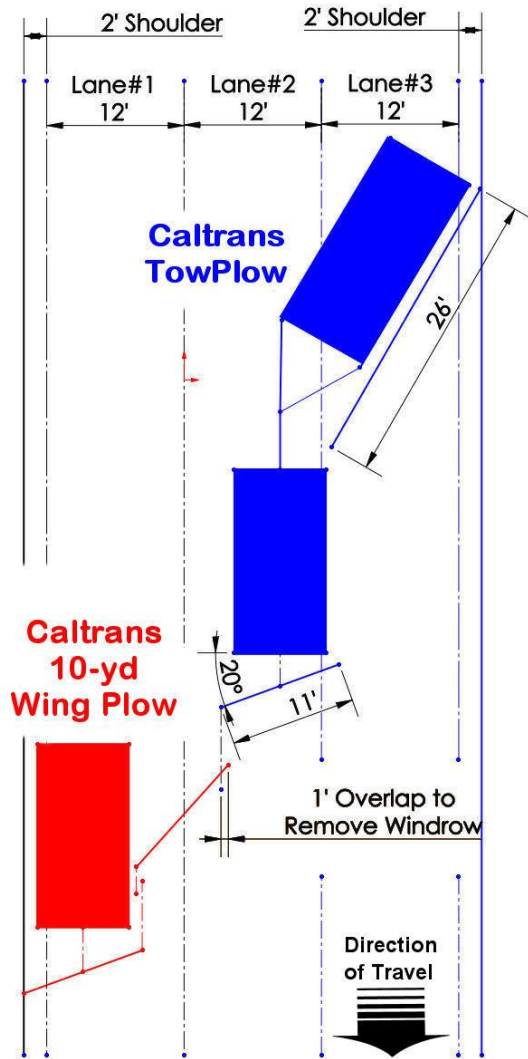 2' Shoulder
2' Shoulder
Lane#1
12'
Lane#2
12'
Lane#3
12'
Caltrans
TowPlow
26'
Caltrans
10-yd
Wing Plow
20°
11'
1' Overlap to
Remove Windrow
Direction
of Travel